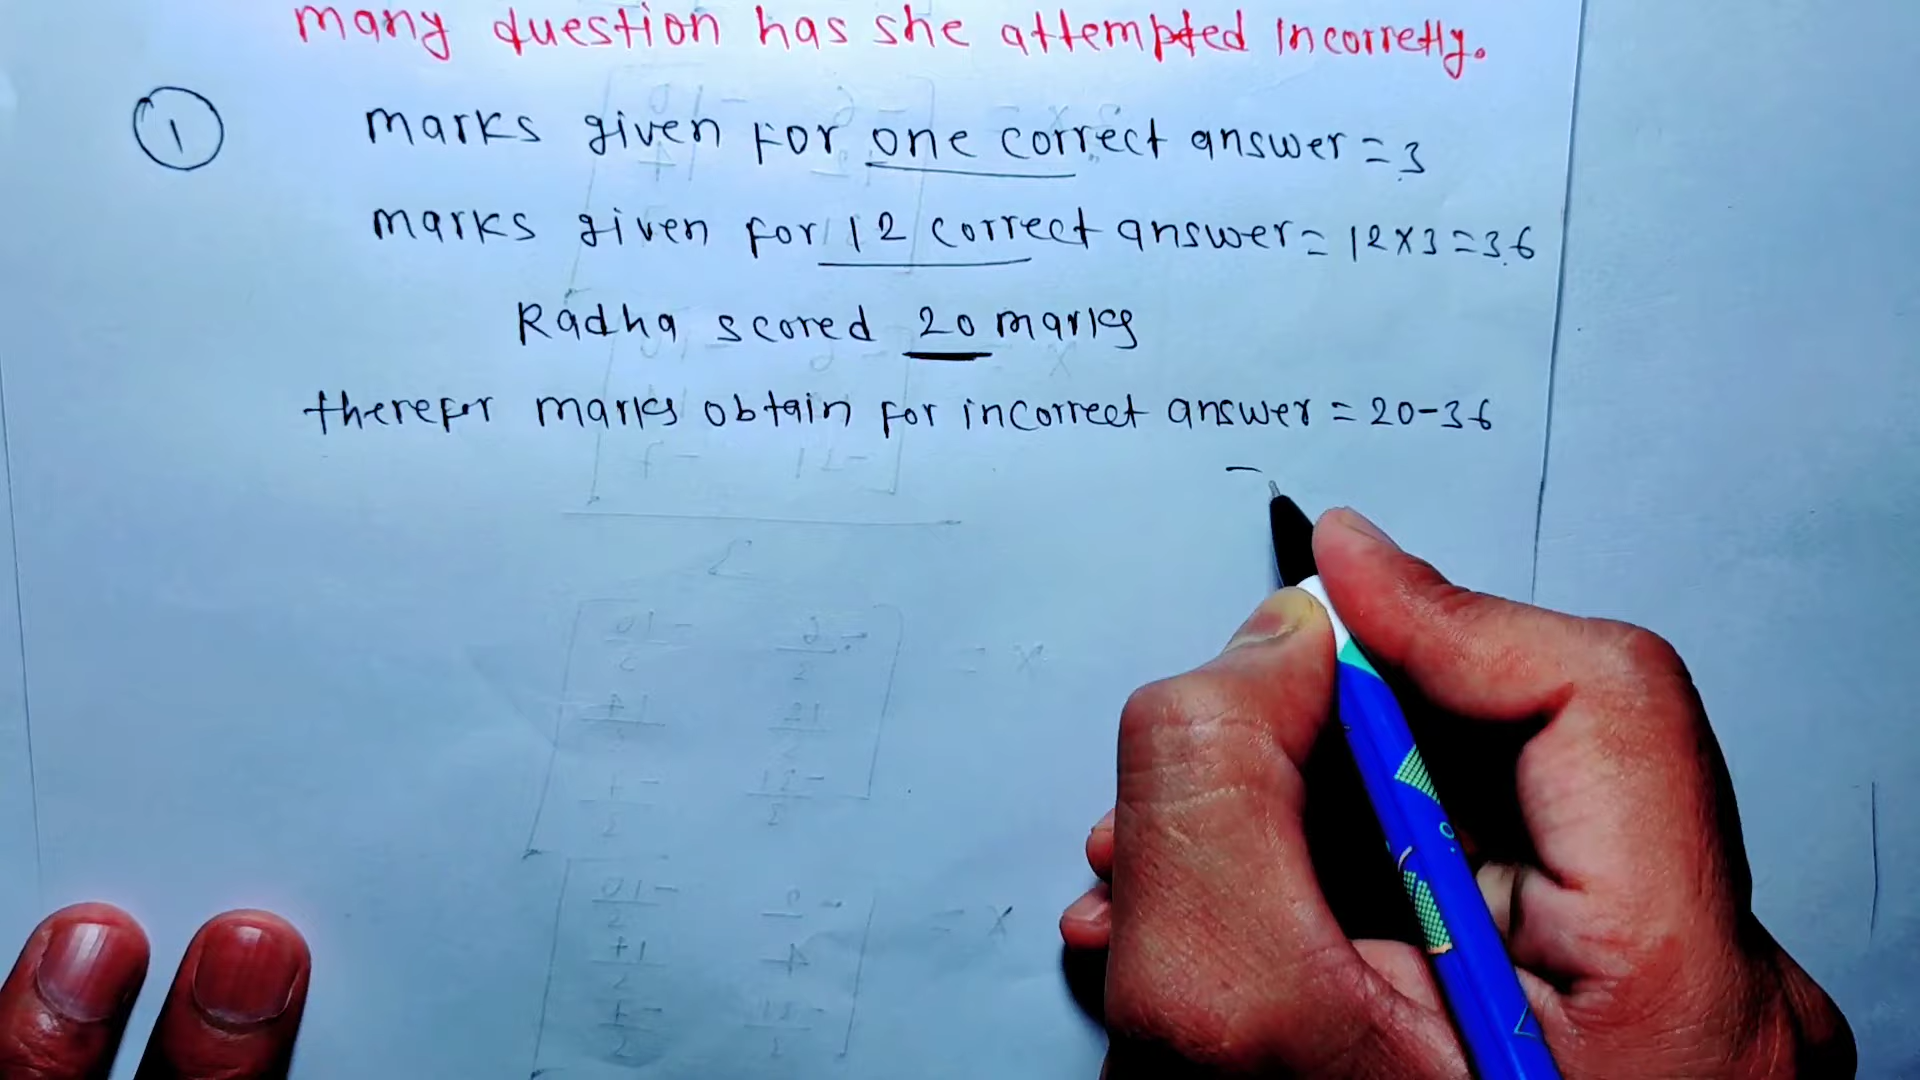 many question has she attempted incorretly.
1 marks given for one correct answer = 3
marks given for 12 correct answer = 12×3=36
Radha scored 20 marks
therefor marks obtain for incorrect answer = 20-36